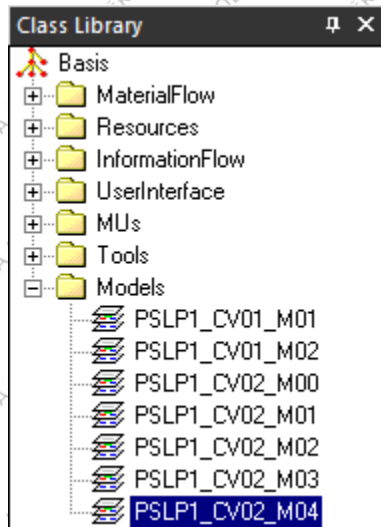 Class Library
Basis
MaterialFlow
Resources
InformationFlow
UserInterface
MUs
Tools
Models
PSLP1_CV01_M01
PSLP1_CV01_M02
PSLP1_CV02_M00
PSLP1_CV02_M01
PSLP1_CV02_M02
PSLP1_CV02_M03
PSLP1_CV02_M04